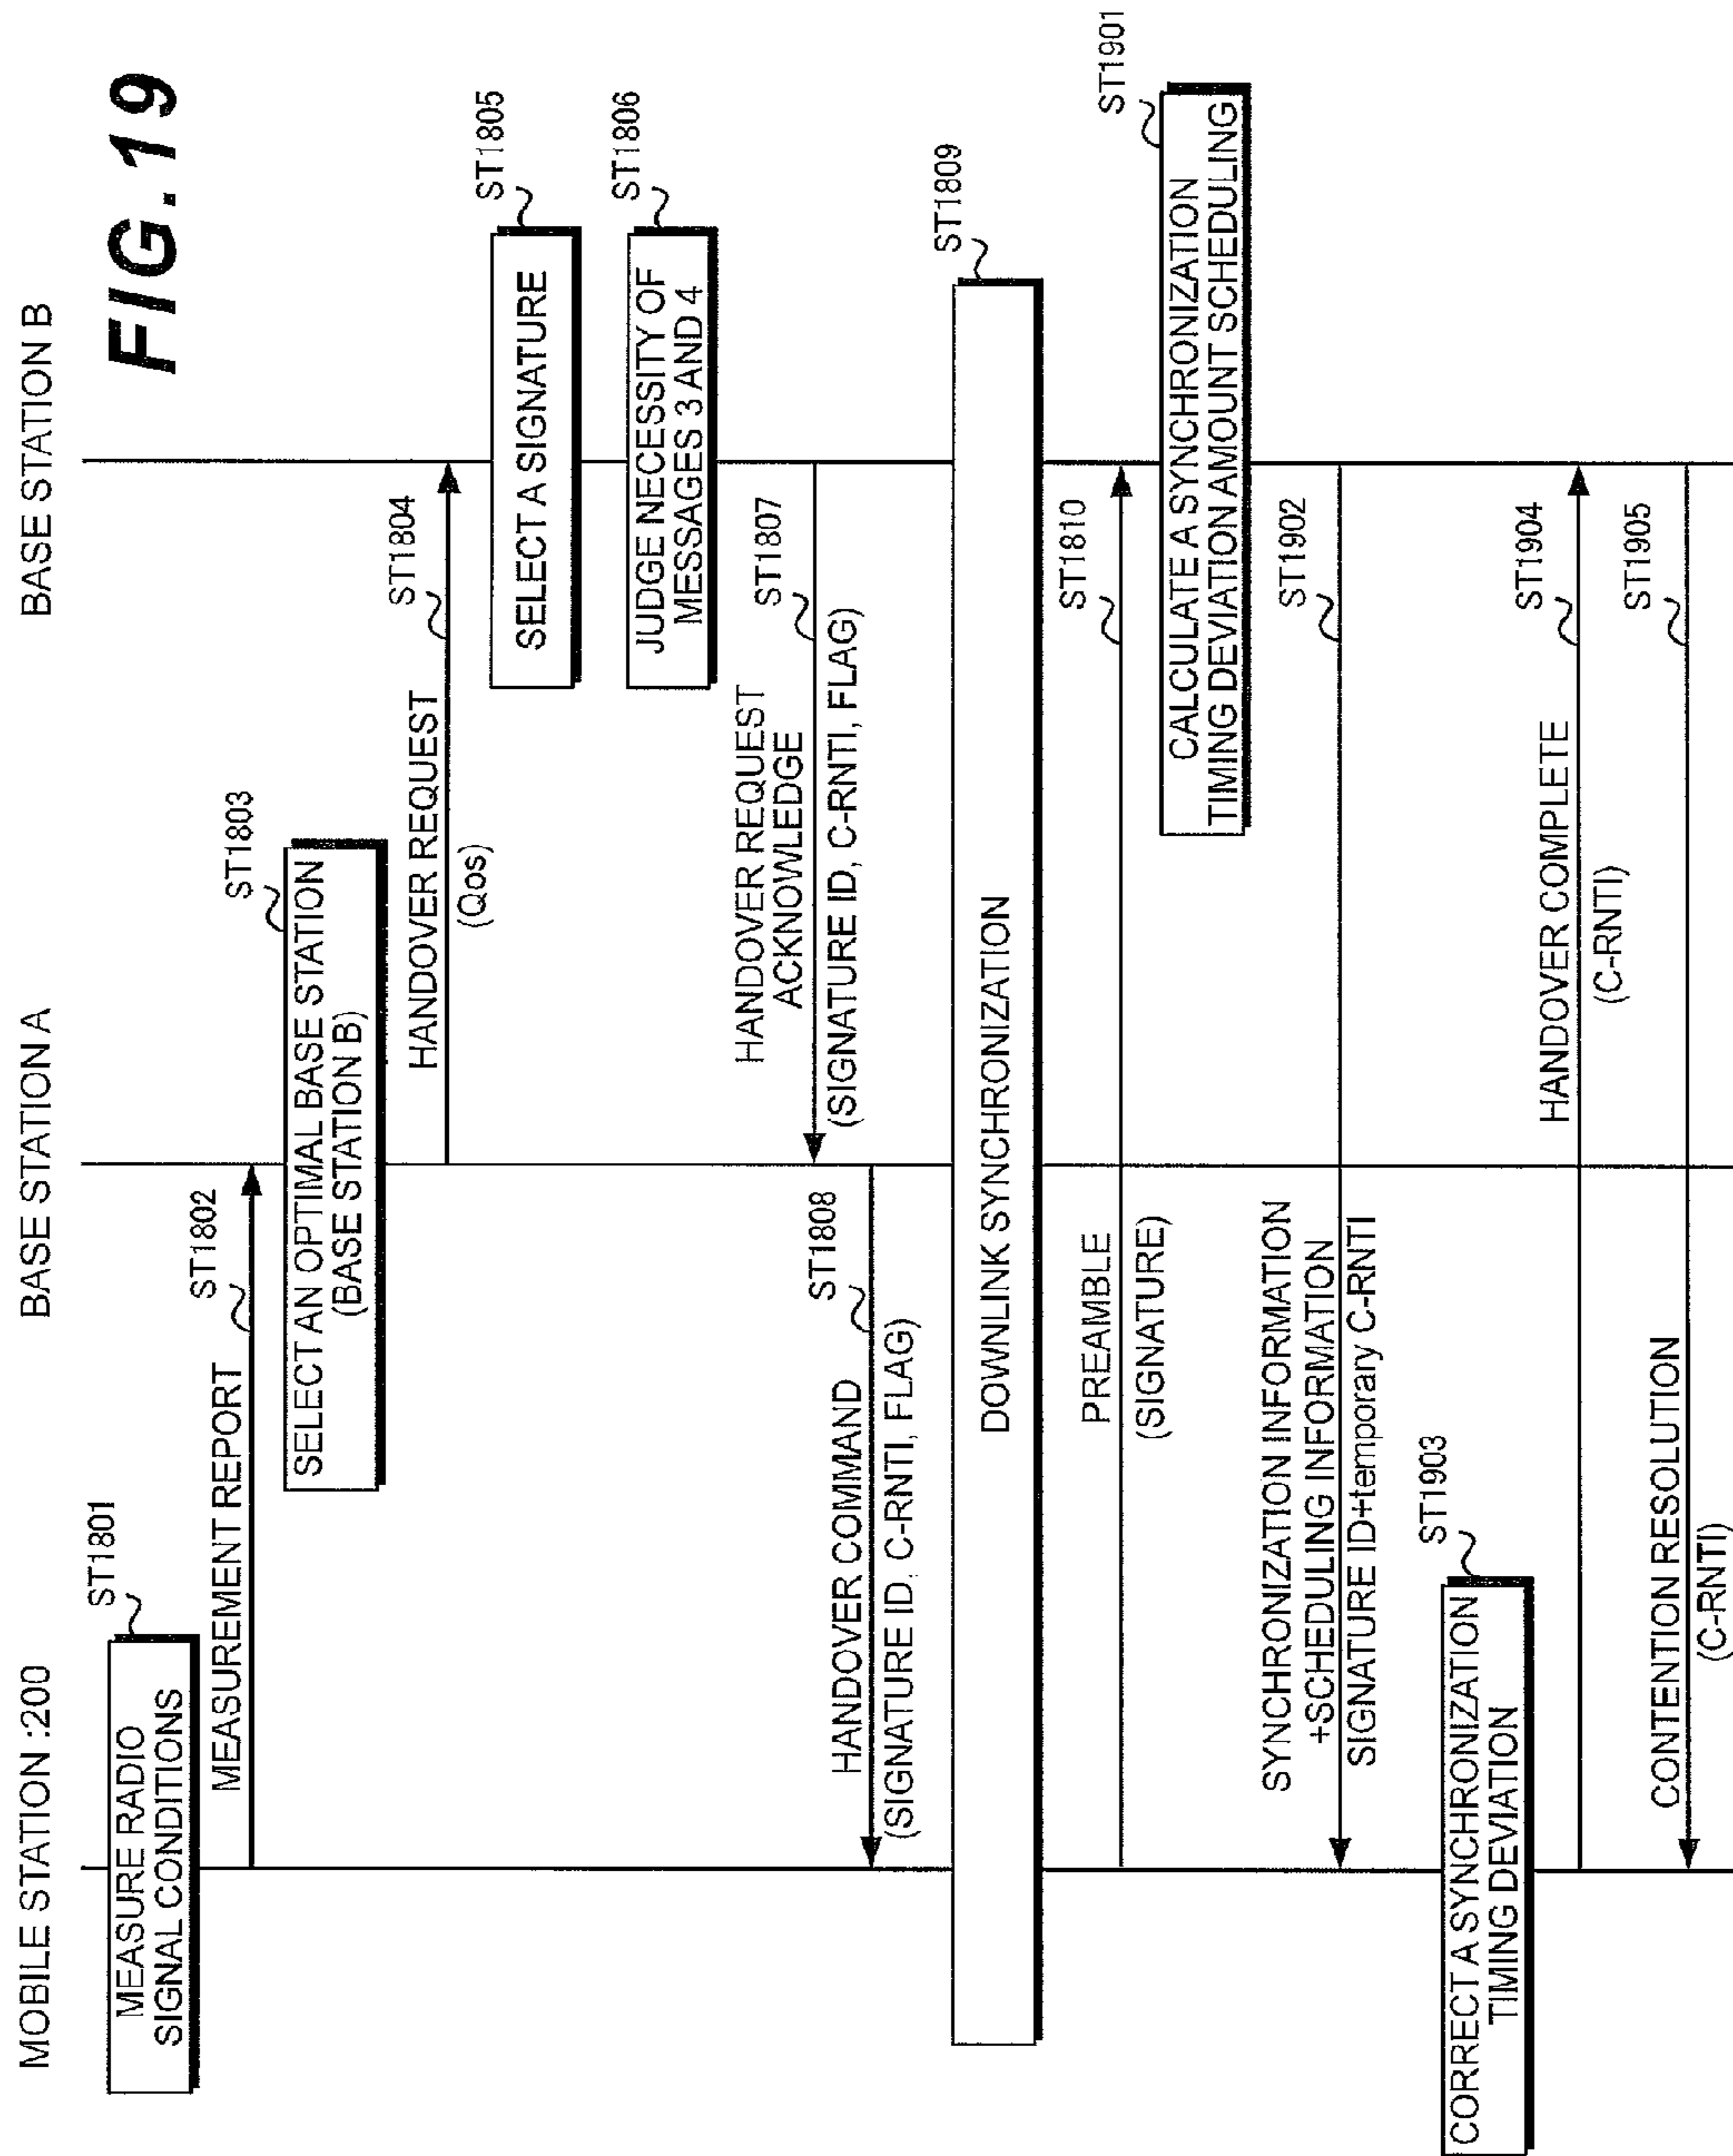 FIG.19
MOBILE STATION :200
BASE STATION A
BASE STATION B
ST1801
MEASURE RADIO
SIGNAL CONDITIONS
MEASUREMENT REPORT
ST1802
ST1803
SELECT AN OPTIMAL BASE STATION
(BASE STATION B)
HANDOVER REQUEST
(Qos)
ST1804
ST1805
SELECT A SIGNATURE
ST1806
JUDGE NECESSITY OF
MESSAGES 3 AND 4
HANDOVER REQUEST
ACKNOWLEDGE
(SIGNATURE ID, C-RNTI, FLAG)
ST1807
HANDOVER COMMAND
(SIGNATURE ID, C-RNTI, FLAG)
ST1808
ST1809
DOWNLINK SYNCHRONIZATION
PREAMBLE
(SIGNATURE)
ST1810
ST1901
CALCULATE A SYNCHRONIZATION
TIMING DEVIATION AMOUNT SCHEDULING
SYNCHRONIZATION INFORMATION
+SCHEDULING INFORMATION
SIGNATURE ID+temporary C-RNTI
ST1902
ST1903
CORRECT A SYNCHRONIZATION
TIMING DEVIATION
HANDOVER COMPLETE
(C-RNTI)
ST1904
CONTENTION RESOLUTION
(C-RNTI)
ST1905